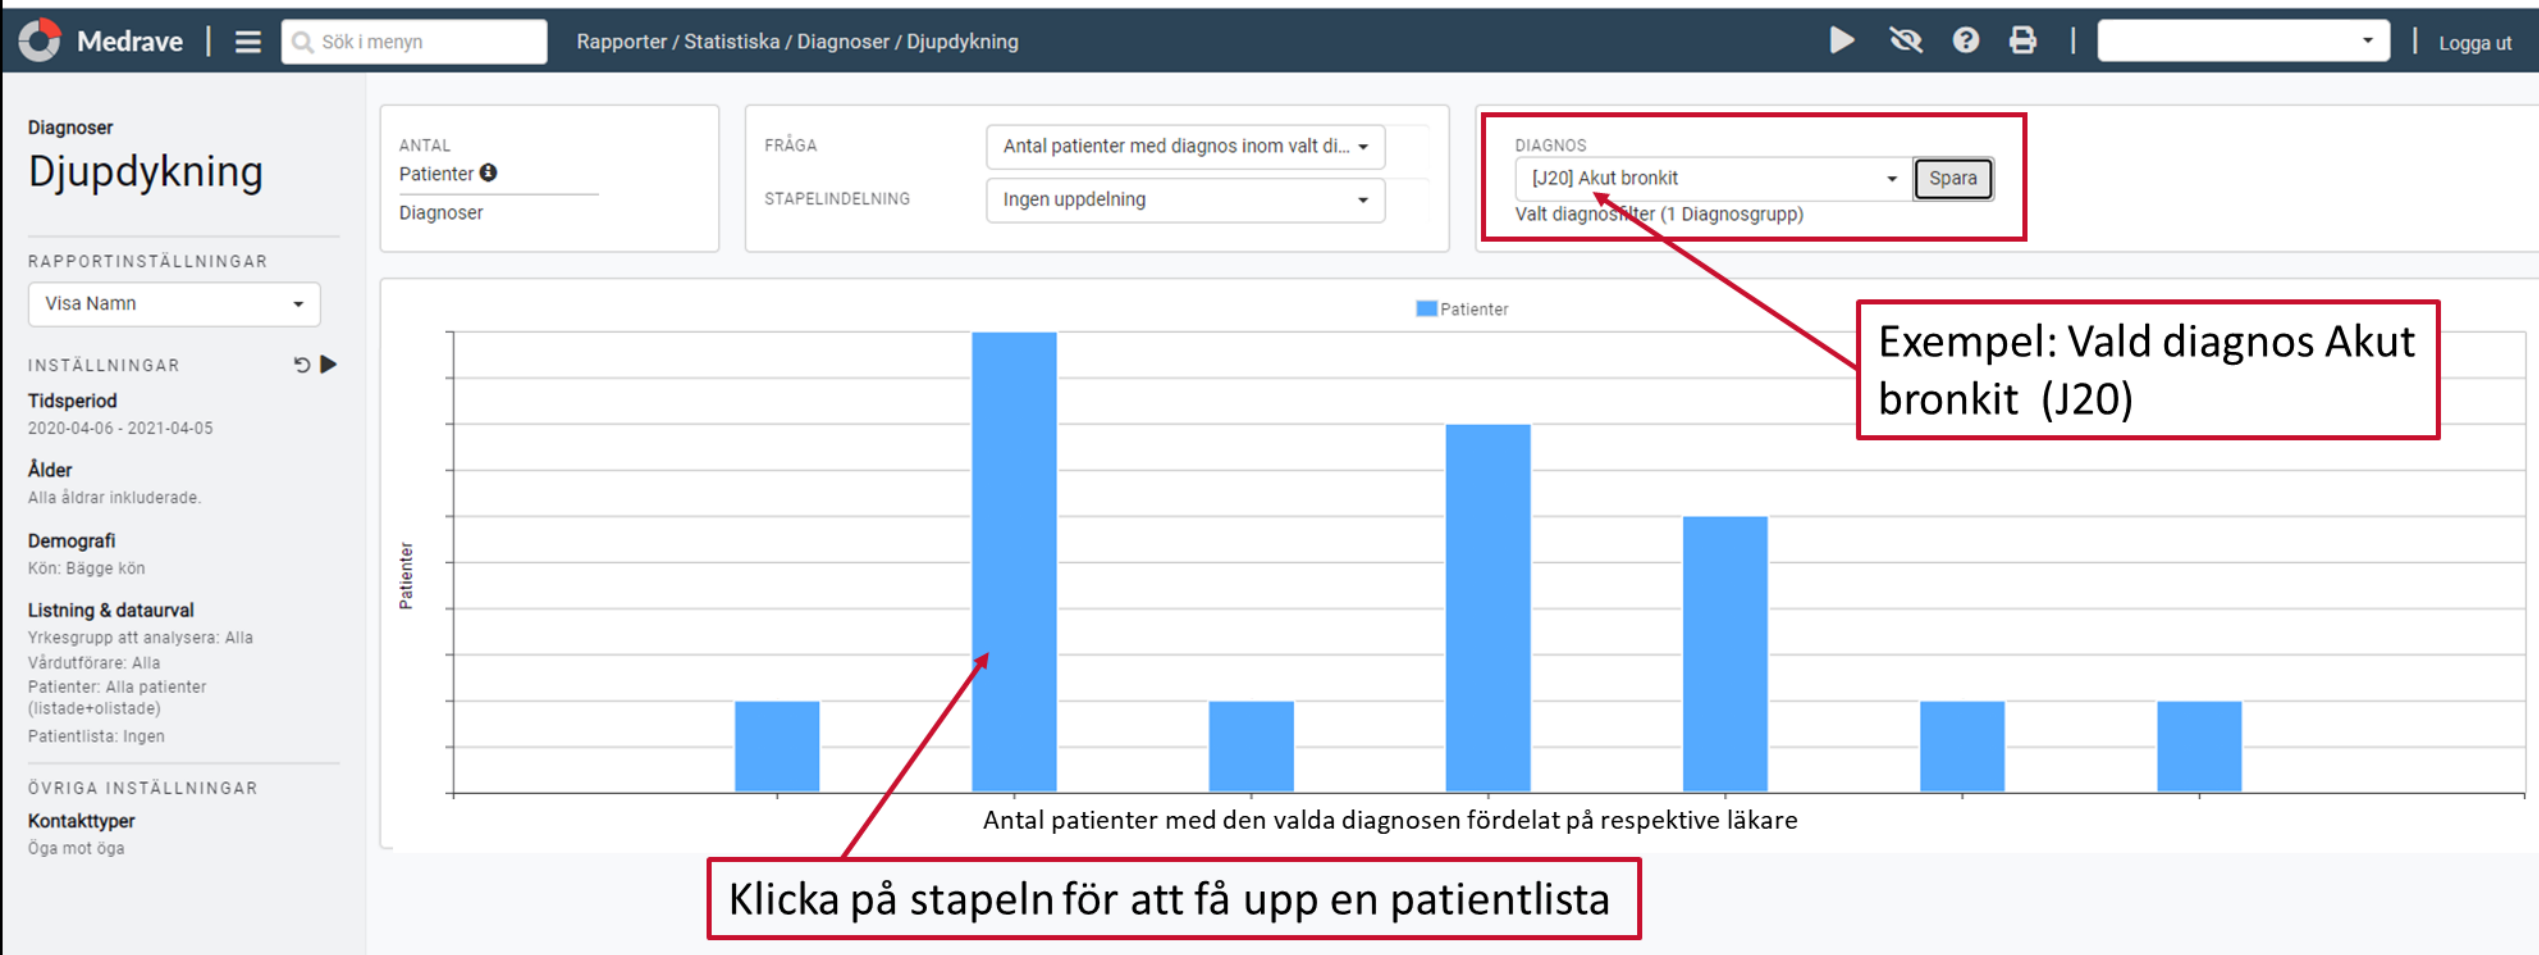 Medrave
Sök i menyn
Rapporter / Statistiska / Diagnoser / Djupdykning
Logga ut
Diagnoser
Djupdykning
RAPPORTINSTÄLLNINGAR
Visa Namn
INSTÄLLNINGAR
Tidsperiod
2020-04-06 - 2021-04-05
Ålder
Alla åldrar inkluderade.
Demografi
Kön: Bägge kön
Listning & dataurval
Yrkesgrupp att analysera: Alla
Vårdutförare: Alla
Patienter: Alla patienter
(listade+olistade)
Patientlista: Ingen
ÖVRIGA INSTÄLLNINGAR
Kontakttyper
Öga mot öga
ANTAL
Patienter
Diagnoser
FRÅGA
Antal patienter med diagnos inom valt di...
STAPELINDELNING
Ingen uppdelning
DIAGNOS
[J20] Akut bronkit
Spara
Valt diagnosfilter (1 Diagnosgrupp)
Patienter
Exempel: Vald diagnos Akut
bronkit (J20)
Patienter
Antal patienter med den valda diagnosen fördelat på respektive läkare
Klicka på stapeln för att få upp en patientlista